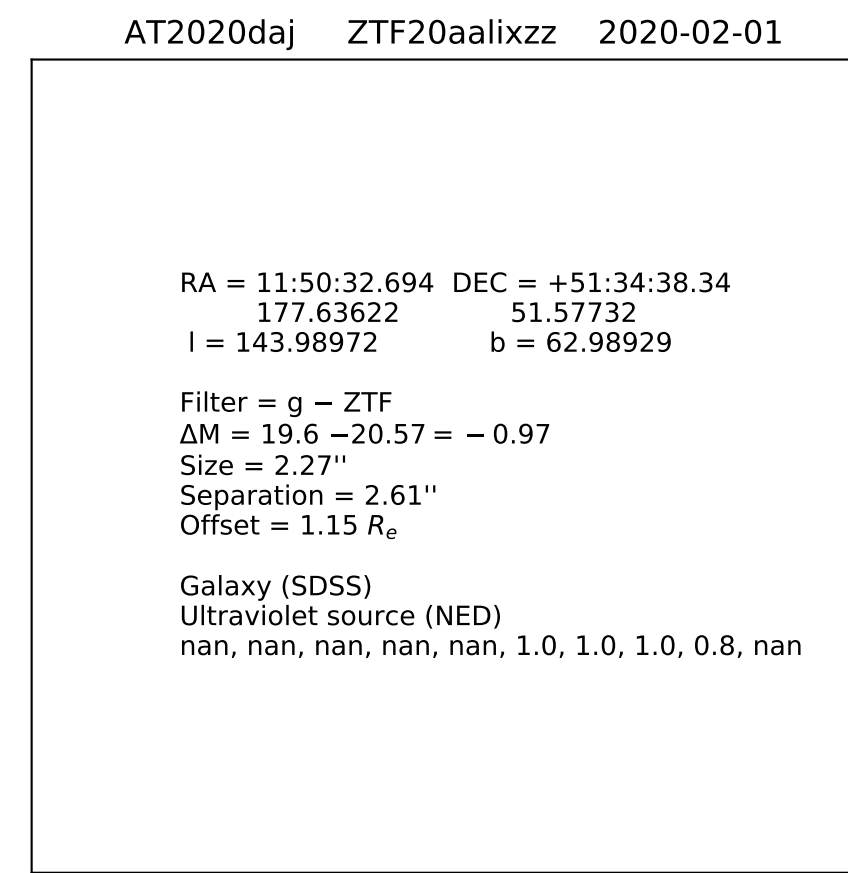 AT2020daj ZTF20aalixzz 2020-02-01
RA = 11:50:32.694 DEC = +51:34:38.34
177.63622 51.57732
l = 143.98972 b = 62.98929
Filter = g − ZTF
ΔM = 19.6 −20.57 = − 0.97
Size = 2.27''
Separation = 2.61''
Offset = 1.15 Rₑ
Galaxy (SDSS)
Ultraviolet source (NED)
nan, nan, nan, nan, nan, 1.0, 1.0, 1.0, 0.8, nan